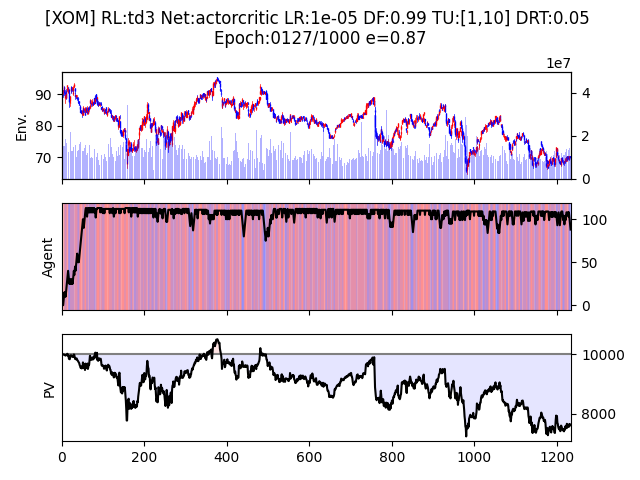 [XOM] RL:td3 Net:actorcritic LR:1e-05 DF:0.99 TU:[1,10] DRT:0.05
Epoch:0127/1000 e=0.87
1e7
Env.
90
80
70
4
2
0
Agent
100
50
0
PV
10000
8000
0 200 400 600 800 1000 1200